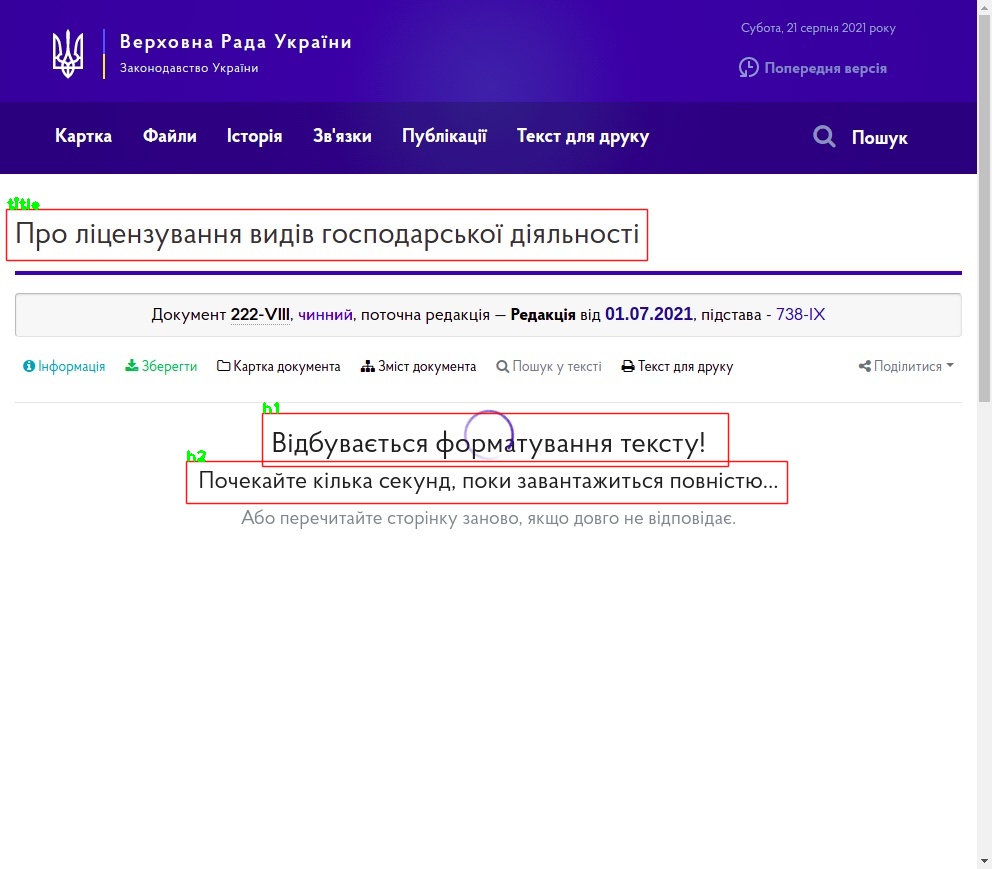 Верховна Рада України
Законодавство України
Субота, 21 серпня 2021 року
Попередня версія
Картка Файли Історія Зв'язки Публікації Текст для друку Пошук
title
Про ліцензування видів господарської діяльності
Документ 222-VIII, чинний, поточна редакція — Редакція від 01.07.2021, підстава - 738-IX
Інформація Зберегти Картка документа Зміст документа Пошук у тексті Текст для друку Поділитися
h1
Відбувається форматування тексту!
h2
Почекайте кілька секунд, поки завантажиться повністю...
Або перечитайте сторінку заново, якщо довго не відповідає.